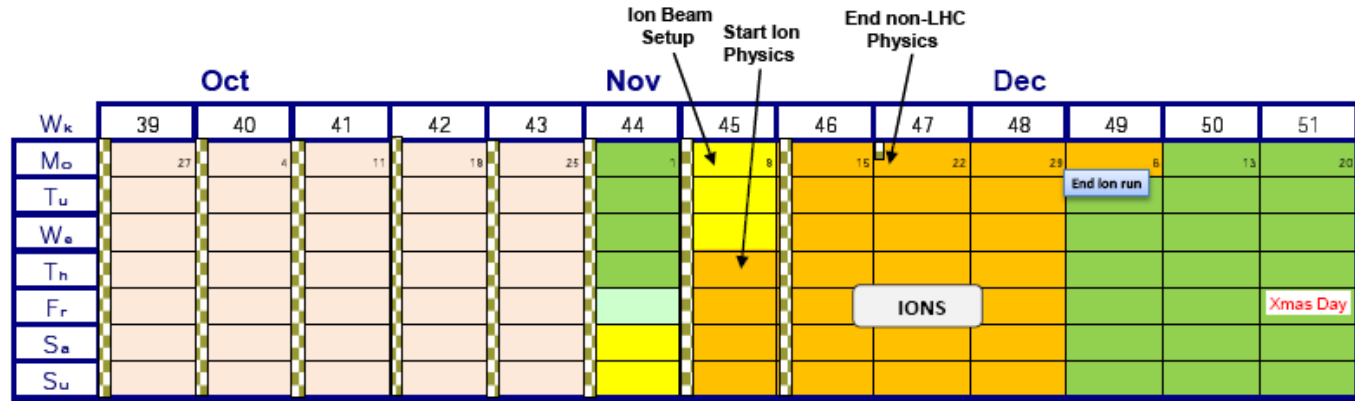 Ion Beam
Setup
Start Ion
Physics
End non-LHC
Physics
Oct Nov Dec
Wk 39 40 41 42 43 44 45 46 47 48 49 50 51
Mo 27 4 11 18 25 1 8 15 22 29 6 13 20
Tu End Ion run
We
Th
Fr IONS Xmas Day
Sa
Su